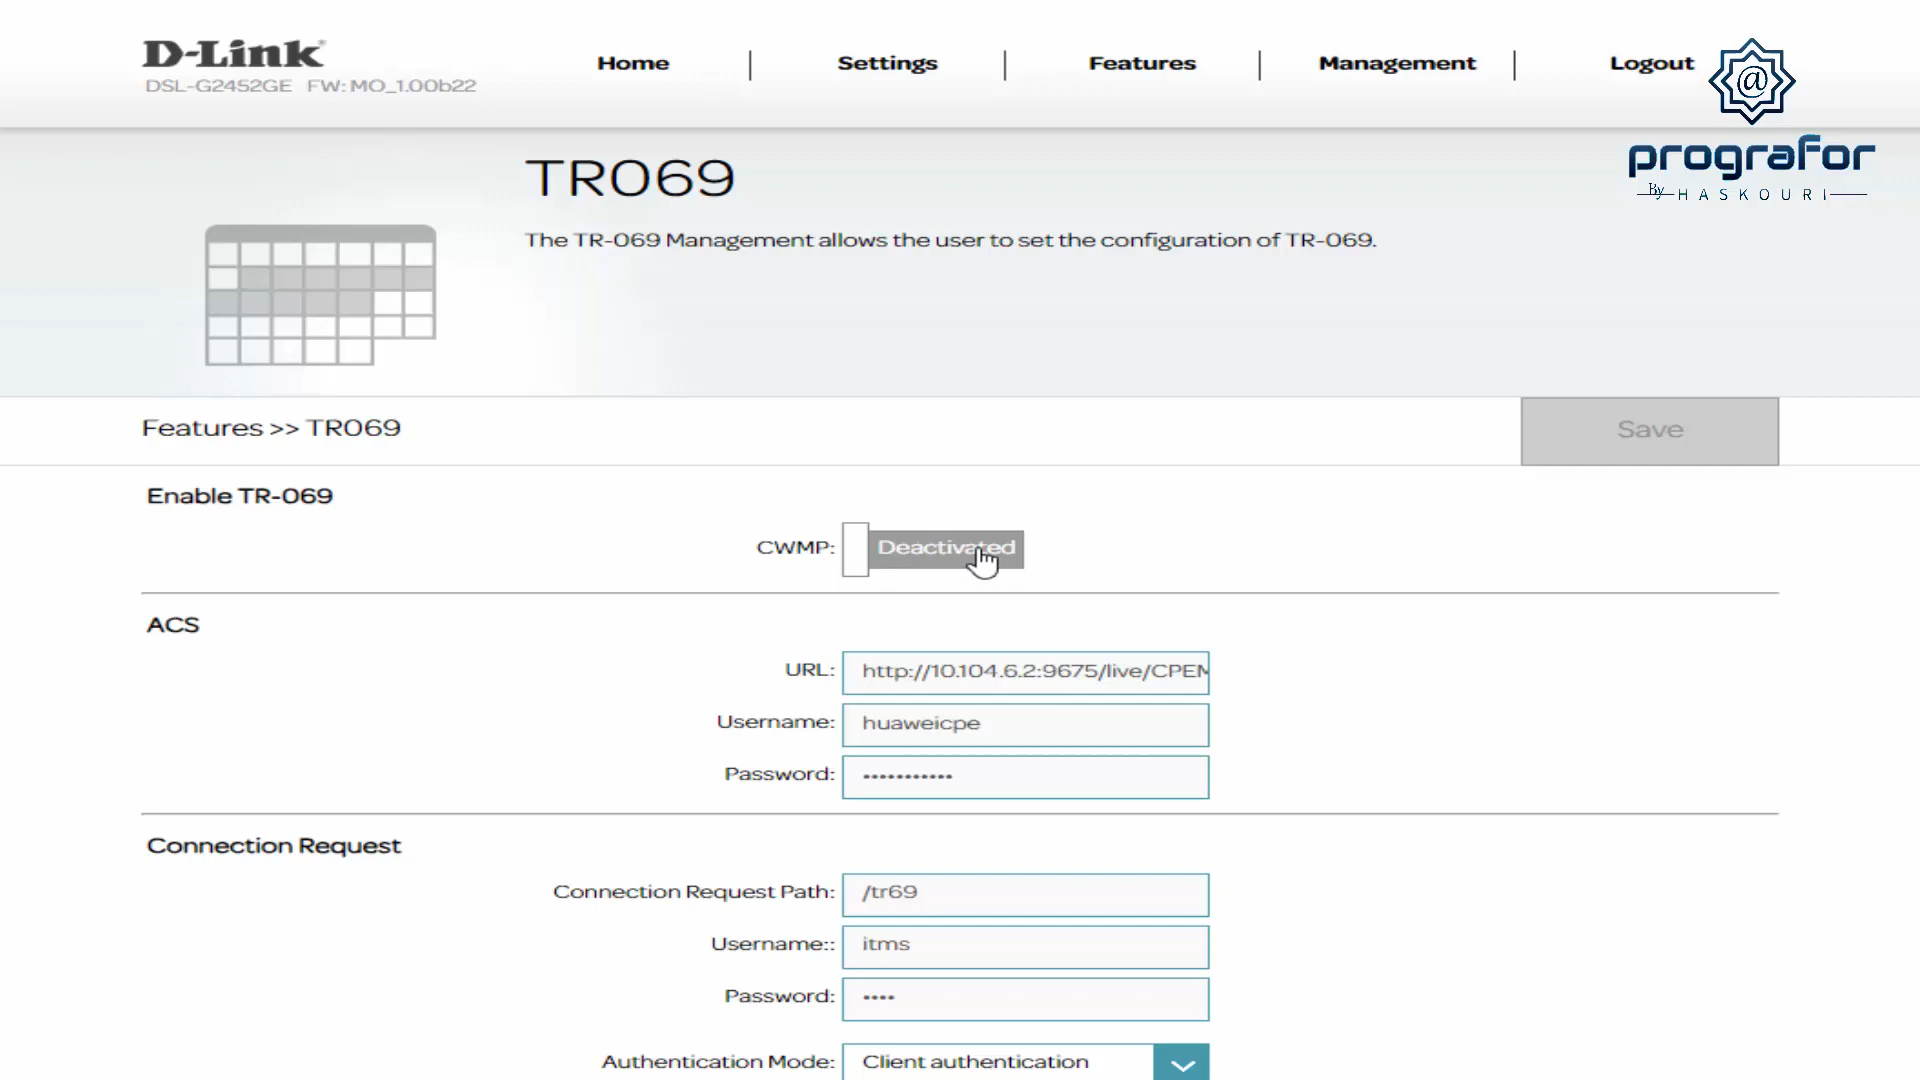 D-Link
DSL-G2452GE FW: MO_1.00b22
Home
Settings
Features
Management
Logout
@
prografor
By HASKOURI
TR069
The TR-069 Management allows the user to set the configuration of TR-069.
Features >> TR069
Save
Enable TR-069
CWMP: Deactivated
ACS
URL: http://10.104.6.2:9675/live/CPEM
Username: huaweicpe
Password: •••••••••••
Connection Request
Connection Request Path: /tr69
Username:: itms
Password: ••••
Authentication Mode: Client authentication